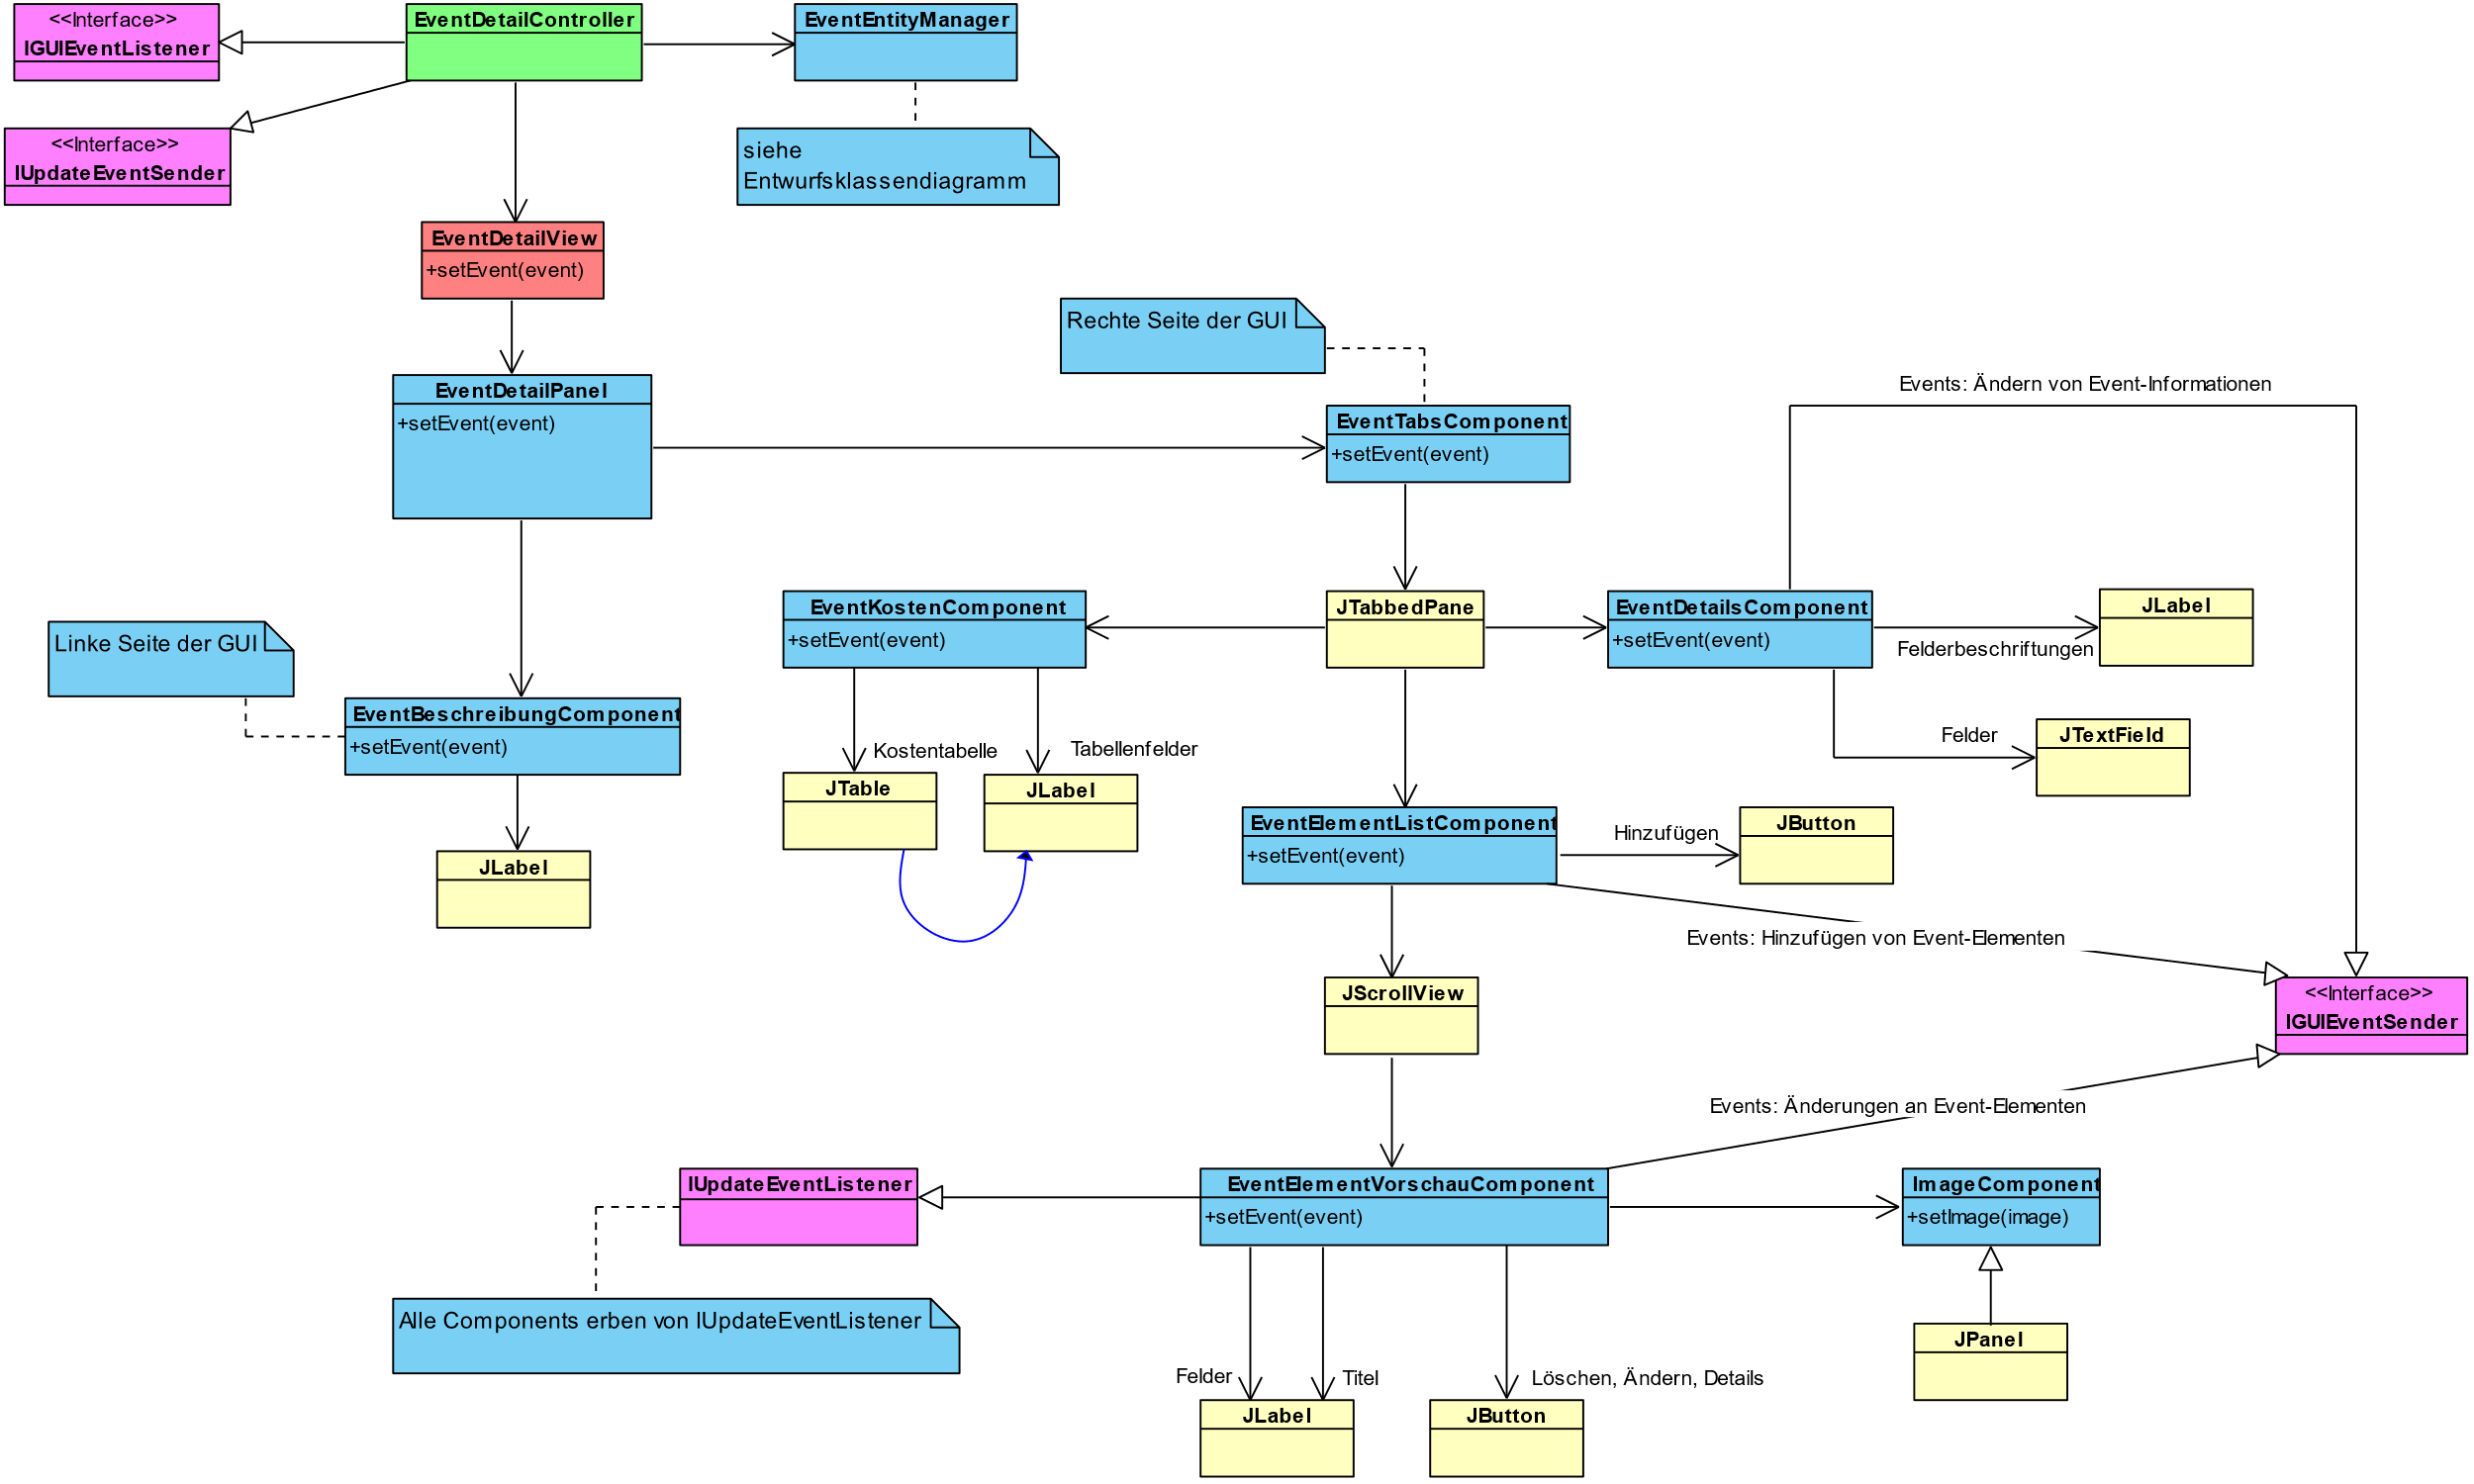 <<Interface>>
IGUIEventListener
EventDetailController
EventEntityManager
<<Interface>>
IUpdateEventSender
siehe
Entwurfsklassendiagramm
EventDetailView
+setEvent(event)
Rechte Seite der GUI
EventDetailPanel
+setEvent(event)
EventTabsComponent
+setEvent(event)
Events: Ändern von Event-Informationen
EventKostenComponent
+setEvent(event)
JTabbedPane
EventDetailsComponent
+setEvent(event)
JLabel
Felderbeschriftungen
Linke Seite der GUI
EventBeschreibungComponent
+setEvent(event)
Kostentabelle
Tabellenfelder
Felder
JTextField
JTable
JLabel
EventElementListComponent
+setEvent(event)
Hinzufügen
JButton
JLabel
Events: Hinzufügen von Event-Elementen
JScrollView
<<Interface>>
IGUIEventSender
Events: Änderungen an Event-Elementen
IUpdateEventListener
EventElementVorschauComponent
+setEvent(event)
ImageComponent
+setImage(image)
Alle Components erben von IUpdateEventListener
JPanel
Felder
Titel
Löschen, Ändern, Details
JLabel
JButton